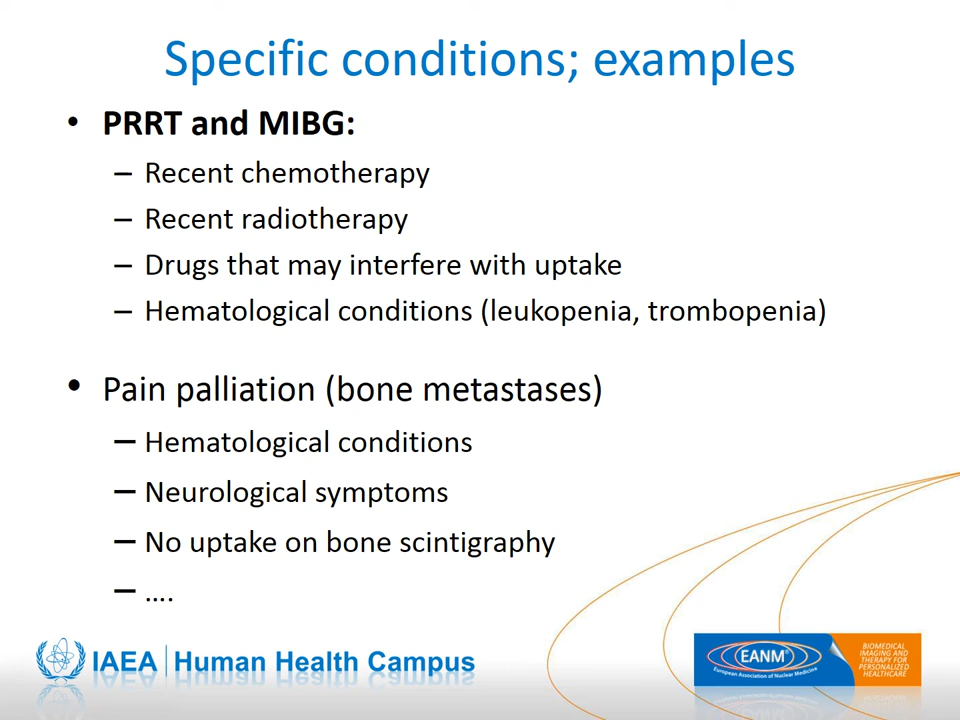 Specific conditions; examples
• PRRT and MIBG:
– Recent chemotherapy
– Recent radiotherapy
– Drugs that may interfere with uptake
– Hematological conditions (leukopenia, trombopenia)
• Pain palliation (bone metastases)
– Hematological conditions
– Neurological symptoms
– No uptake on bone scintigraphy
– ....
IAEA | Human Health Campus
EANM®
European Association of Nuclear Medicine
BIOMEDICAL
IMAGING AND
THERAPY FOR
PERSONALIZED
HEALTHCARE